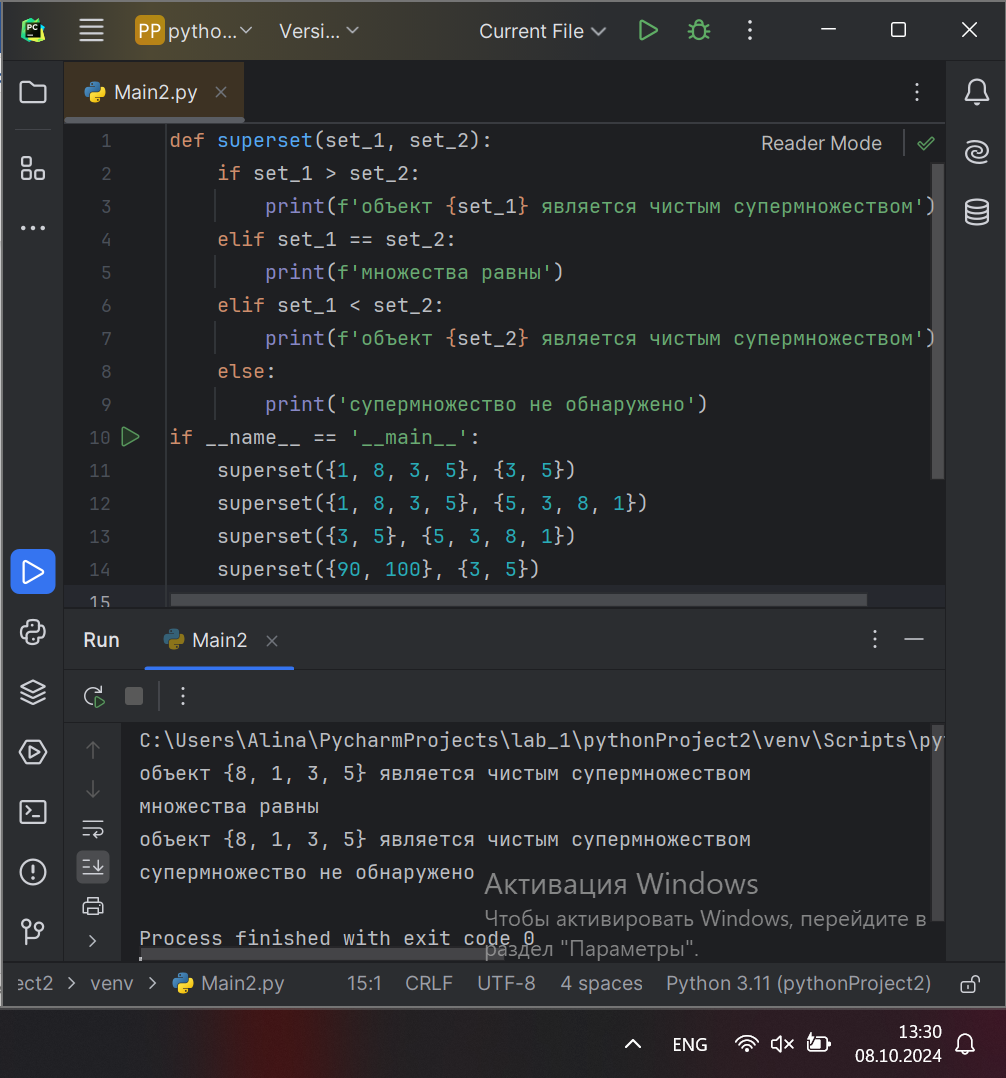 PC PP pytho... Versi... Current File
Main2.py
Reader Mode
1 def superset(set_1, set_2):
2     if set_1 > set_2:
3         print(f'объект {set_1} является чистым супермножеством')
4     elif set_1 == set_2:
5         print(f'множества равны')
6     elif set_1 < set_2:
7         print(f'объект {set_2} является чистым супермножеством')
8     else:
9         print('супермножество не обнаружено')
10 if __name__ == '__main__':
11     superset({1, 8, 3, 5}, {3, 5})
12     superset({1, 8, 3, 5}, {5, 3, 8, 1})
13     superset({3, 5}, {5, 3, 8, 1})
14     superset({90, 100}, {3, 5})
15
Run Main2
C:\Users\Alina\PycharmProjects\lab_1\pythonProject2\venv\Scripts\py
объект {8, 1, 3, 5} является чистым супермножеством
множества равны
объект {8, 1, 3, 5} является чистым супермножеством
супермножество не обнаружено
Активация Windows
Чтобы активировать Windows, перейдите в
раздел "Параметры".
Process finished with exit code 0
ect2 > venv > Main2.py 15:1 CRLF UTF-8 4 spaces Python 3.11 (pythonProject2)
ENG 13:30
08.10.2024